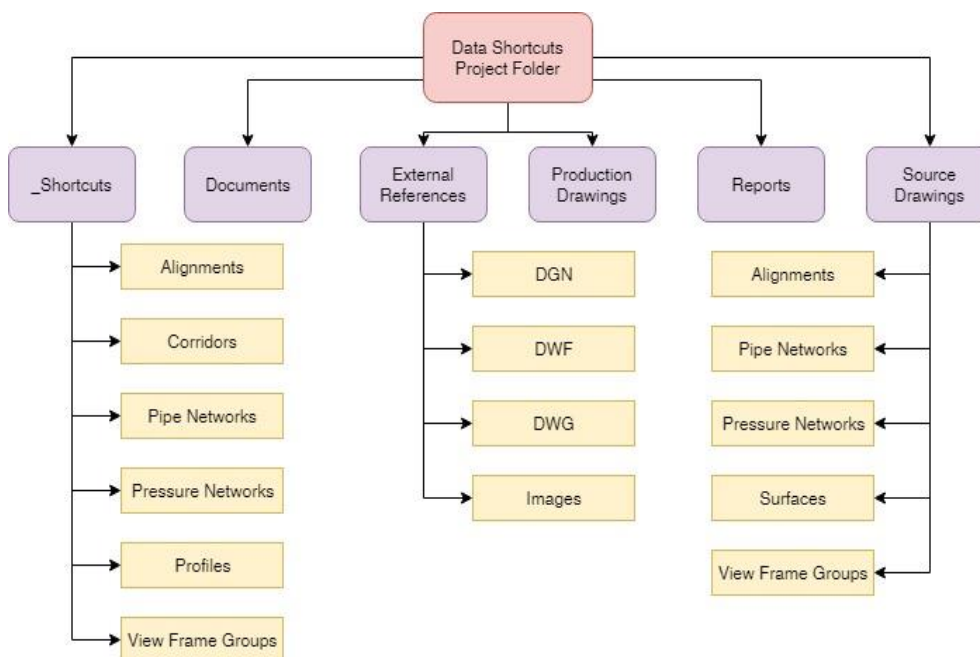 Data Shortcuts
Project Folder
_Shortcuts
Documents
External
References
Production
Drawings
Reports
Source
Drawings
Alignments
Corridors
Pipe Networks
Pressure Networks
Profiles
View Frame Groups
DGN
DWF
DWG
Images
Alignments
Pipe Networks
Pressure Networks
Surfaces
View Frame Groups